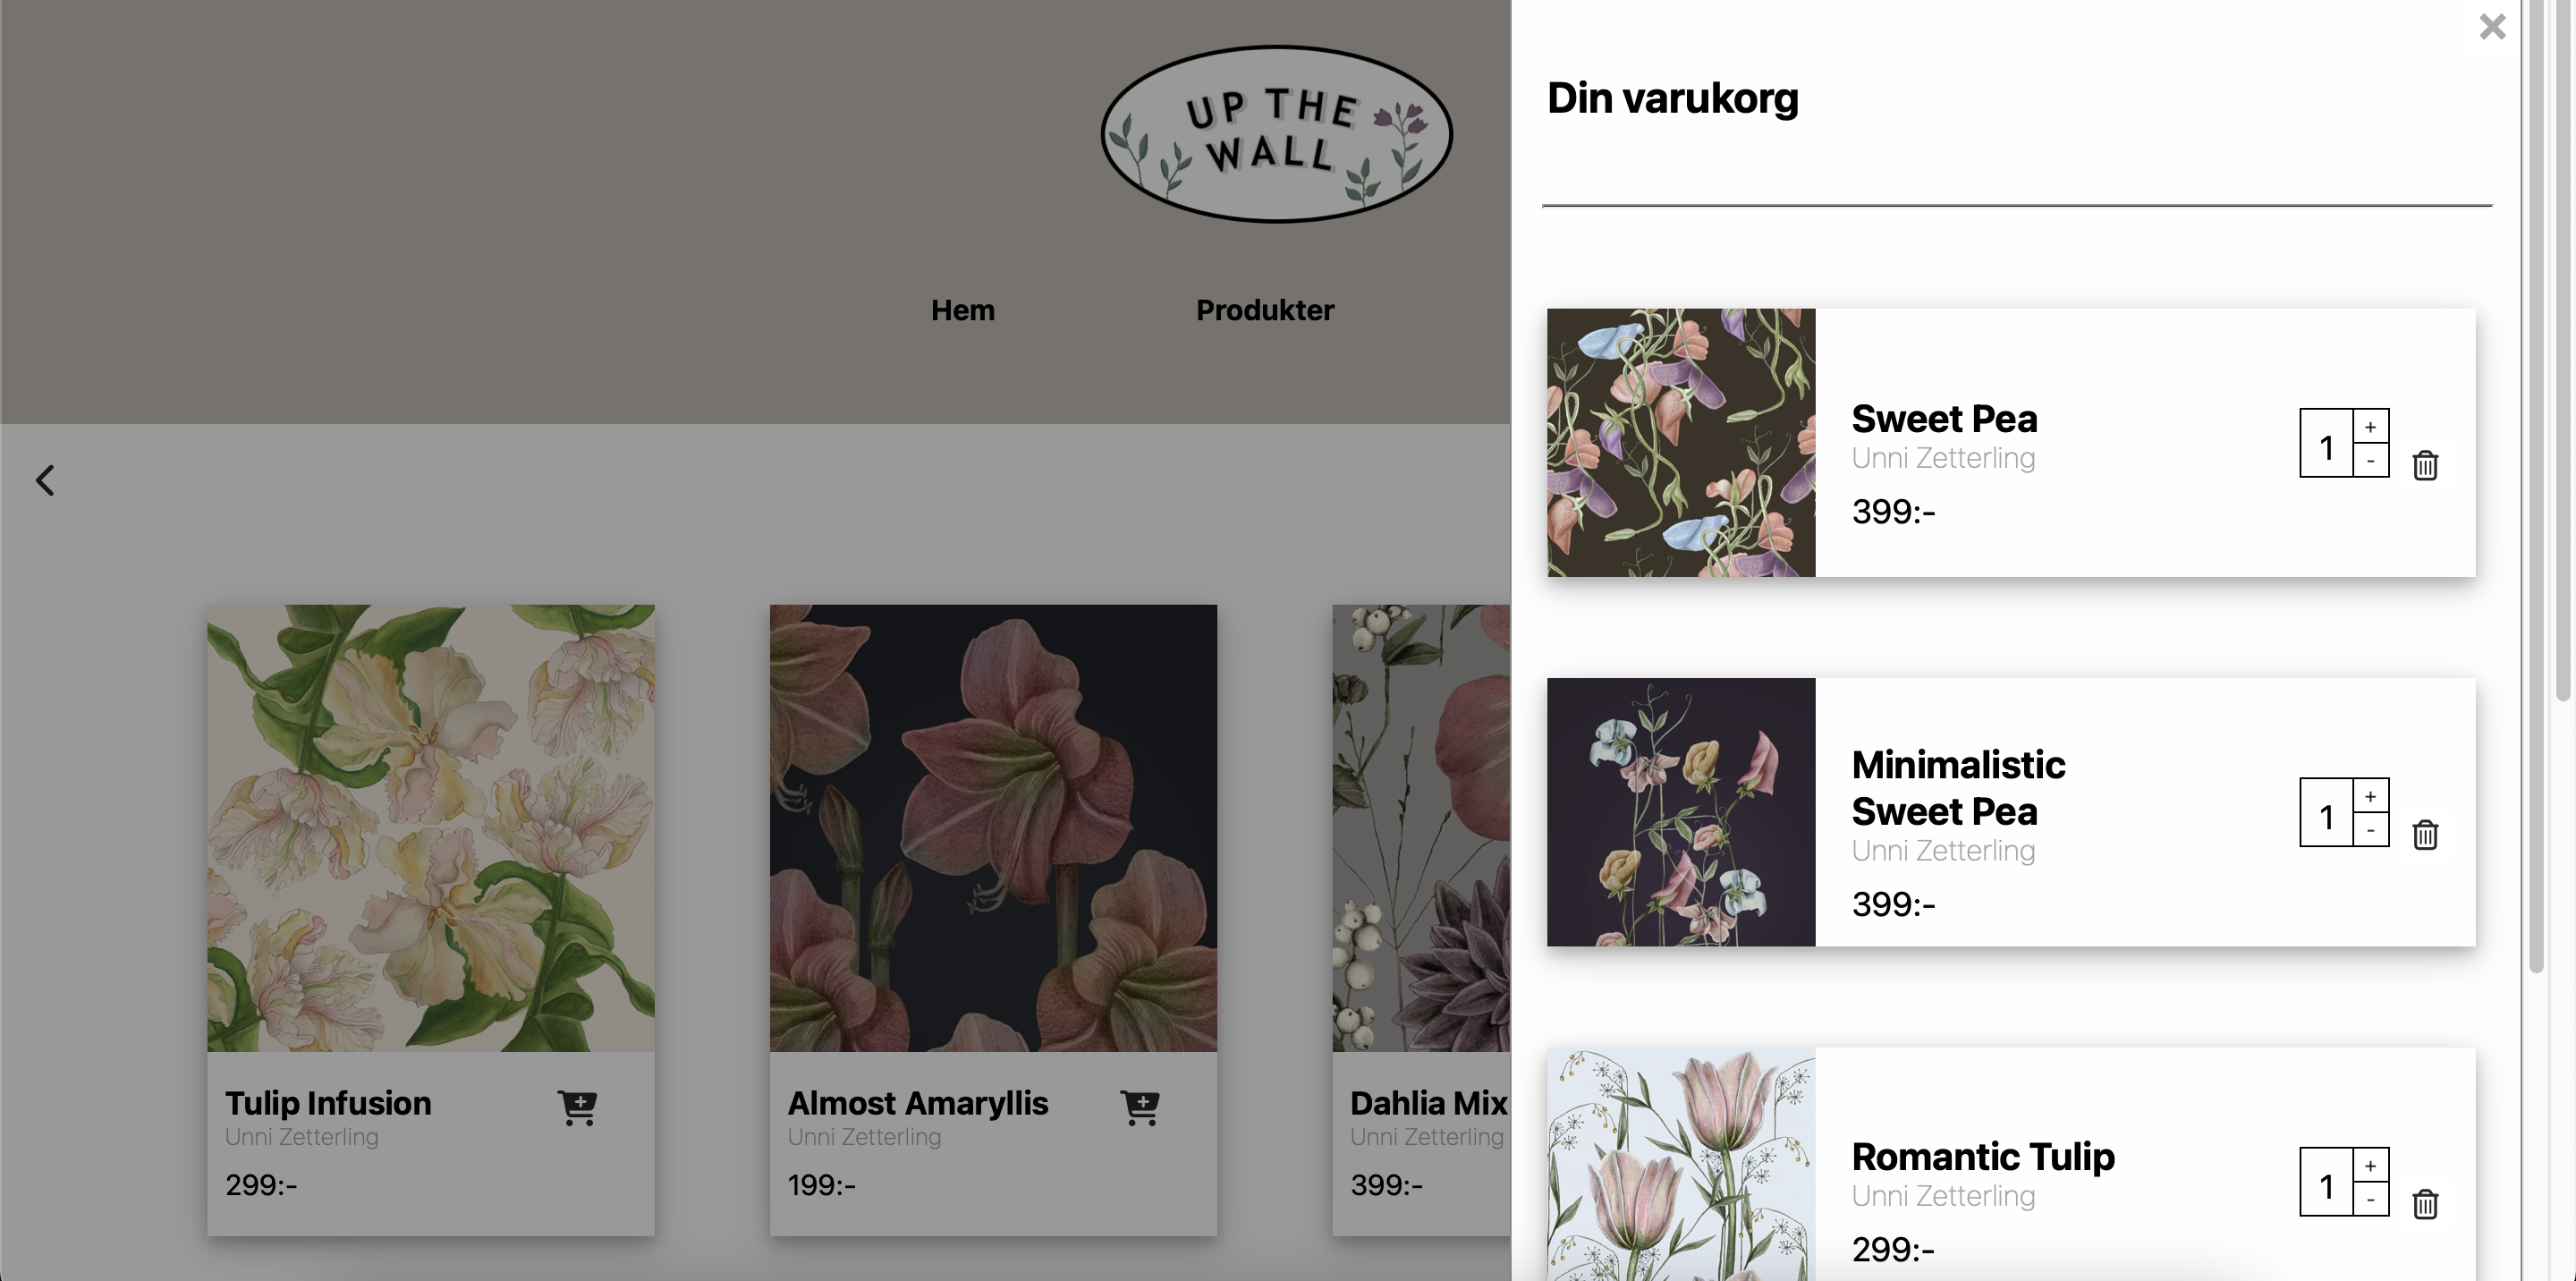 UP THE
WALL
Hem
Produkter
Tulip Infusion
Unni Zetterling
299:-
Almost Amaryllis
Unni Zetterling
199:-
Dahlia Mix
Unni Zetterling
399:-
Din varukorg
Sweet Pea
Unni Zetterling
399:-
1
+
-
Minimalistic
Sweet Pea
Unni Zetterling
399:-
1
+
-
Romantic Tulip
Unni Zetterling
299:-
1
+
-